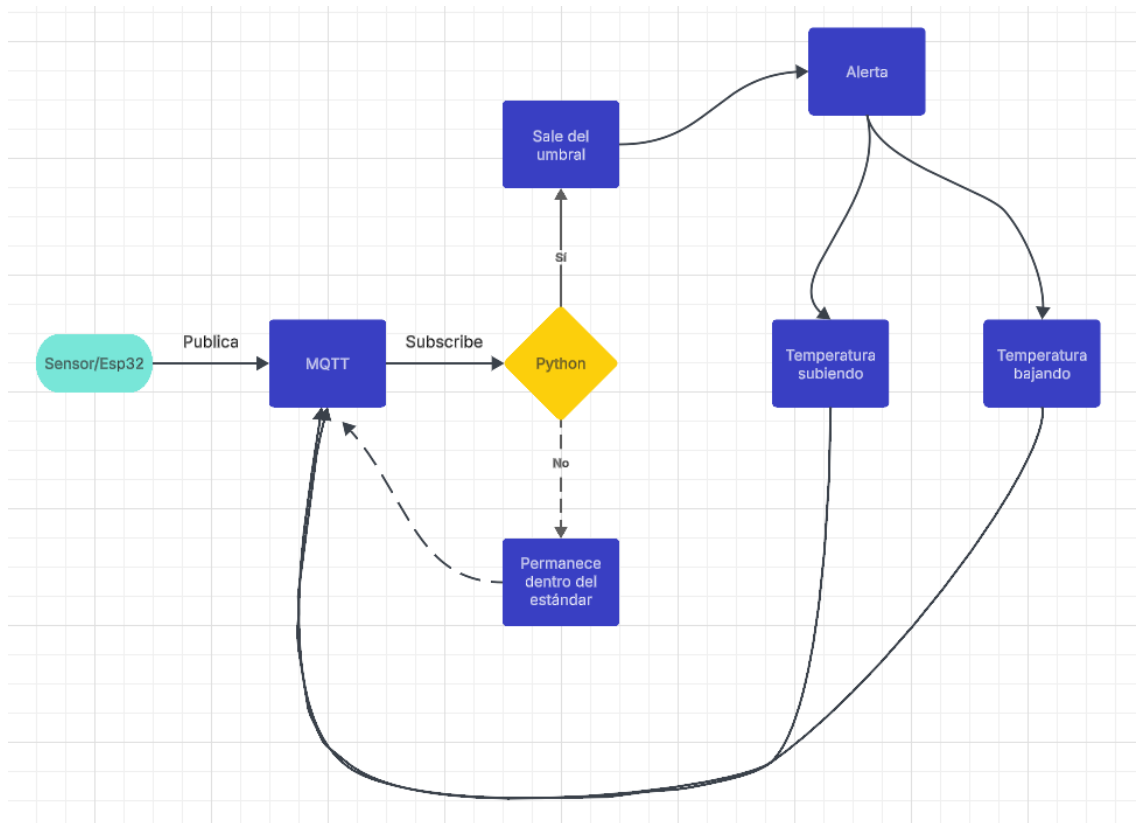 Alerta
Sale del
umbral
Sí
Sensor/Esp32
Publica
MQTT
Subscribe
Python
Temperatura
subiendo
Temperatura
bajando
No
Permanece
dentro del
estándar